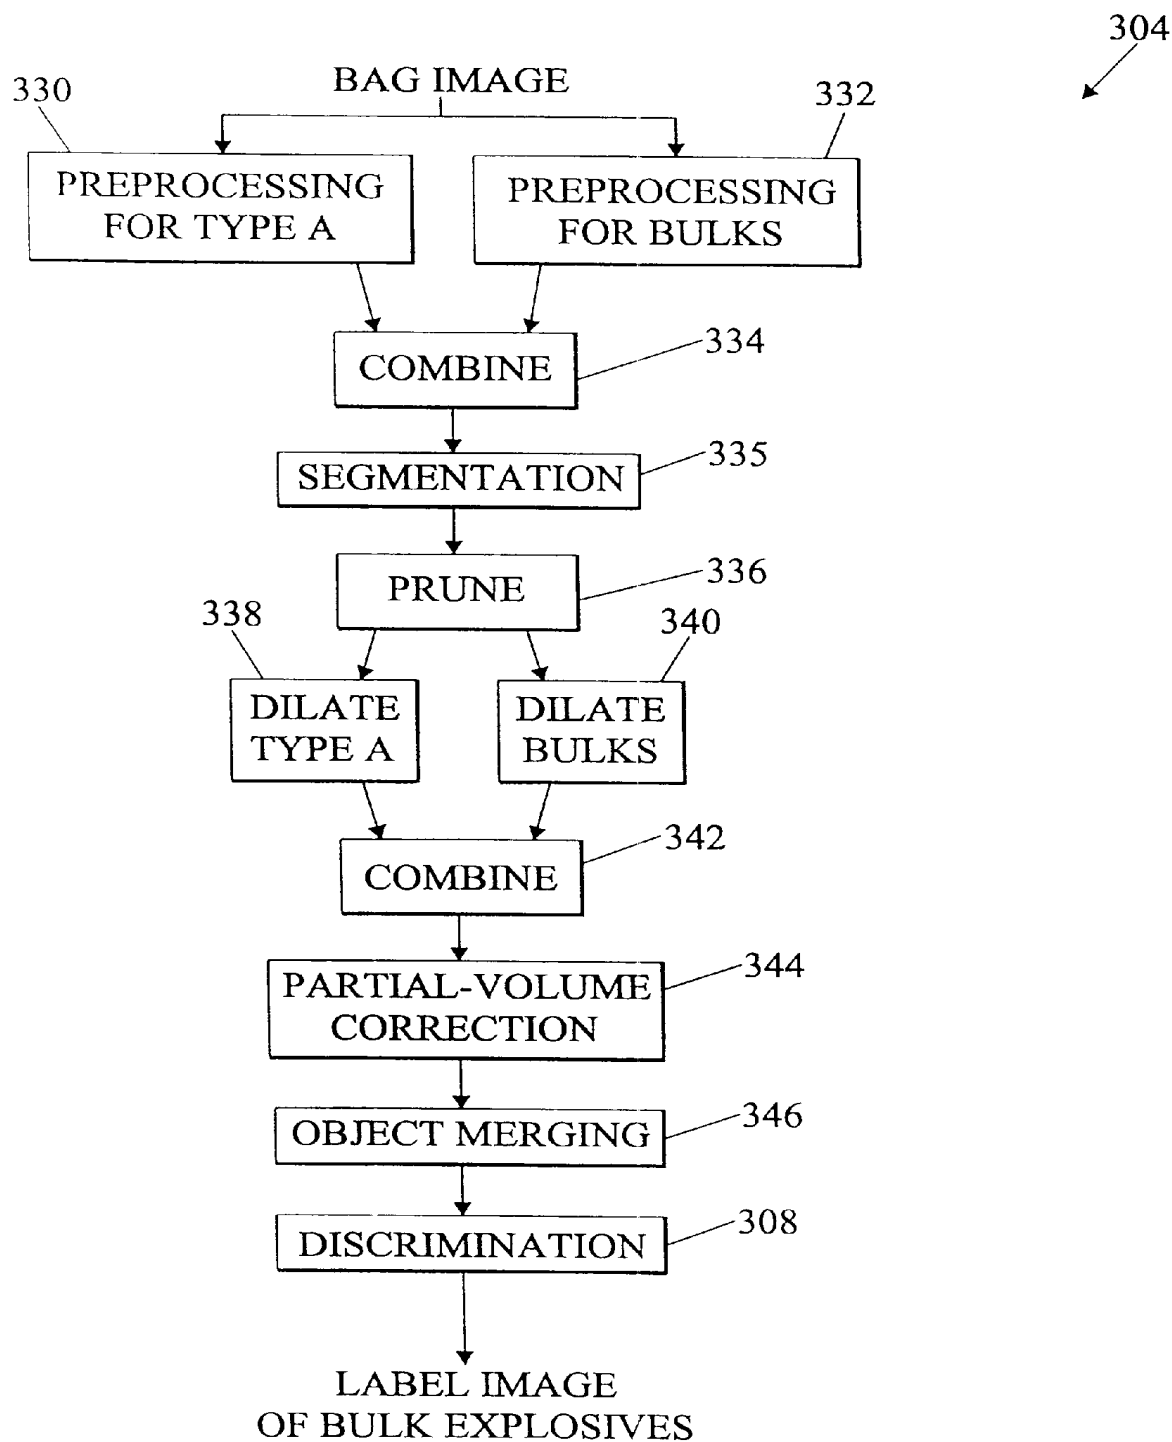 304
BAG IMAGE
330
332
PREPROCESSING
FOR TYPE A
PREPROCESSING
FOR BULKS
COMBINE
334
SEGMENTATION
335
PRUNE
336
338
340
DILATE
TYPE A
DILATE
BULKS
COMBINE
342
PARTIAL-VOLUME
CORRECTION
344
OBJECT MERGING
346
DISCRIMINATION
308
LABEL IMAGE
OF BULK EXPLOSIVES